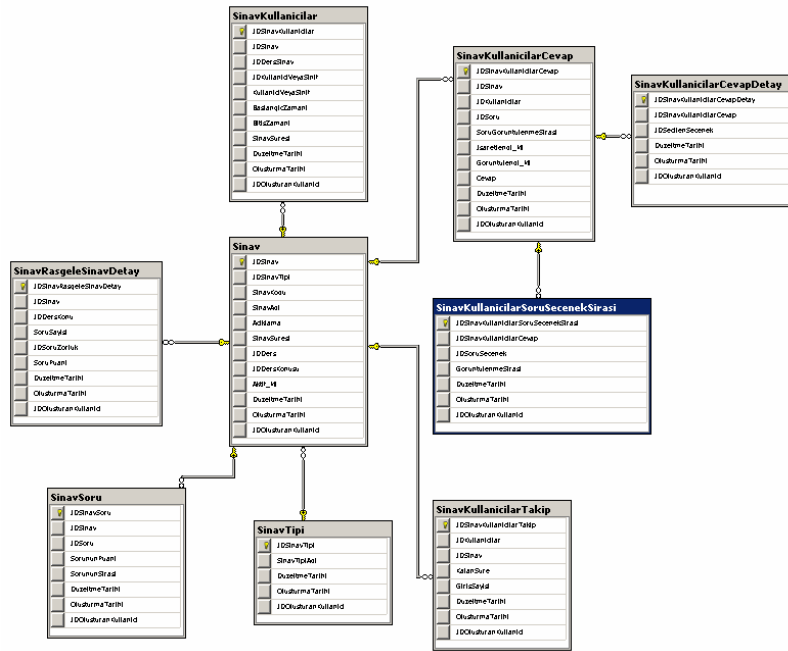 SinavKullanicilar
IDSinavKullanicilar
IDSinav
IDDersSinav
IDKullaniciVeyaSinif
KullaniciVeyaSinif
BaslangicZamani
BitisZamani
SinavSuresi
DuzeltmeTarihi
OlusturmaTarihi
IDOlusturanKullanici
SinavKullanicilarCevap
IDSinavKullanicilarCevap
IDSinav
IDKullanicilar
IDSoru
SoruGoruntulenmeSirasi
Isaretlendi_Mi
Goruntulendi_Mi
Cevap
DuzeltmeTarihi
OlusturmaTarihi
IDOlusturanKullanici
SinavKullanicilarCevapDetay
IDSinavKullanicilarCevapDetay
IDSinavKullanicilarCevap
IDSecilenSecenek
DuzeltmeTarihi
OlusturmaTarihi
IDOlusturanKullanici
SinavRasgeleSinavDetay
IDSinavRasgeleSinavDetay
IDSinav
IDDersKonu
SoruSayisi
IDSoruZorluk
SoruPuani
DuzeltmeTarihi
OlusturmaTarihi
IDOlusturanKullanici
Sinav
IDSinav
IDSinavTipi
SinavKodu
SinavAdi
Aciklama
SinavSuresi
IDDers
IDDersKonusu
Aktif_Mi
DuzeltmeTarihi
OlusturmaTarihi
IDOlusturanKullanici
SinavKullanicilarSoruSecenekSirasi
IDSinavKullanicilarSoruSecenekSirasi
IDSinavKullanicilarCevap
IDSoruSecenek
GoruntulenmeSirasi
DuzeltmeTarihi
OlusturmaTarihi
IDOlusturanKullanici
SinavSoru
IDSinavSoru
IDSinav
IDSoru
SorununPuani
SorununSirasi
DuzeltmeTarihi
OlusturmaTarihi
IDOlusturanKullanici
SinavTipi
IDSinavTipi
SinavTipiAdi
DuzeltmeTarihi
OlusturmaTarihi
IDOlusturanKullanici
SinavKullanicilarTakip
IDSinavKullanicilarTakip
IDKullanicilar
IDSinav
KalanSure
GirisSayisi
DuzeltmeTarihi
OlusturmaTarihi
IDOlusturanKullanici